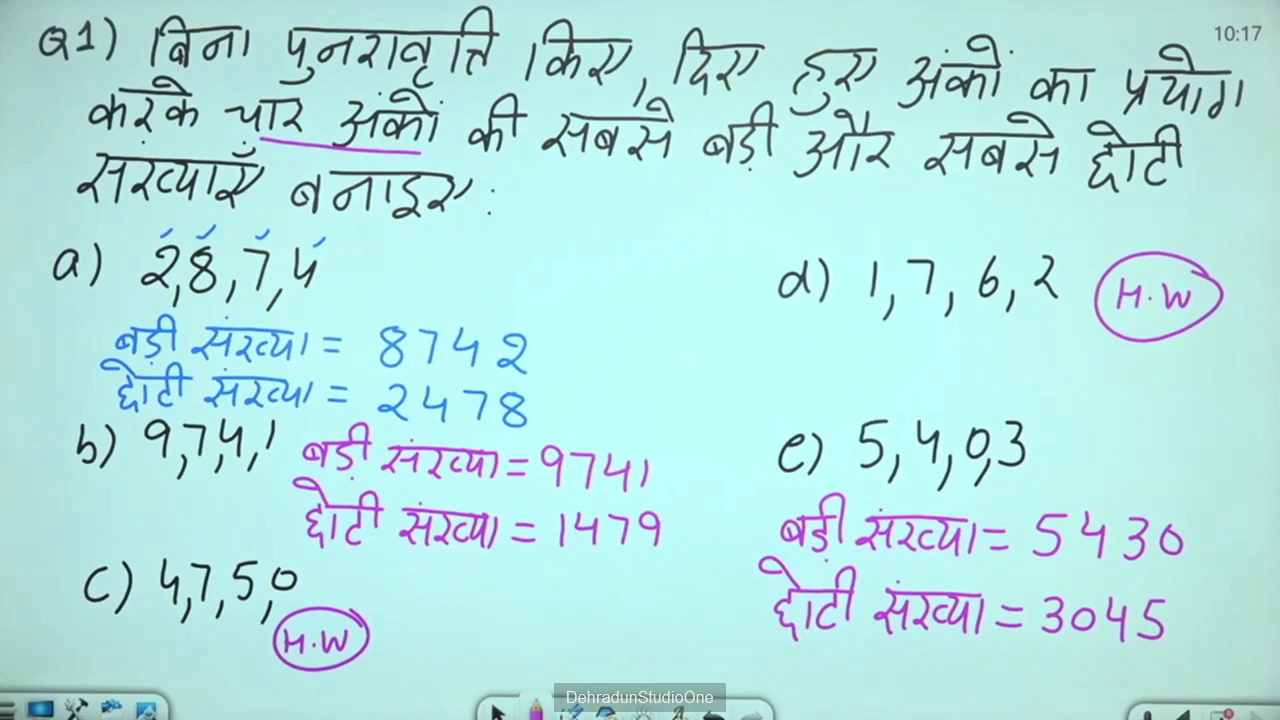 10:17
Q1) बिना पुनरावृत्ति किए, दिए हुए अंकों का प्रयोग
करके चार अंकों की सबसे बड़ी और सबसे छोटी
संख्याएँ बनाइए:
a) 2,8,7,4
बड़ी संख्या = 8742
छोटी संख्या = 2478
b) 9,7,4,1
बड़ी संख्या = 9741
छोटी संख्या = 1479
c) 4,7,5,0
H.W
d) 1,7,6,2
H.W
e) 5,4,0,3
बड़ी संख्या = 5430
छोटी संख्या = 3045
DehradunStudioOne